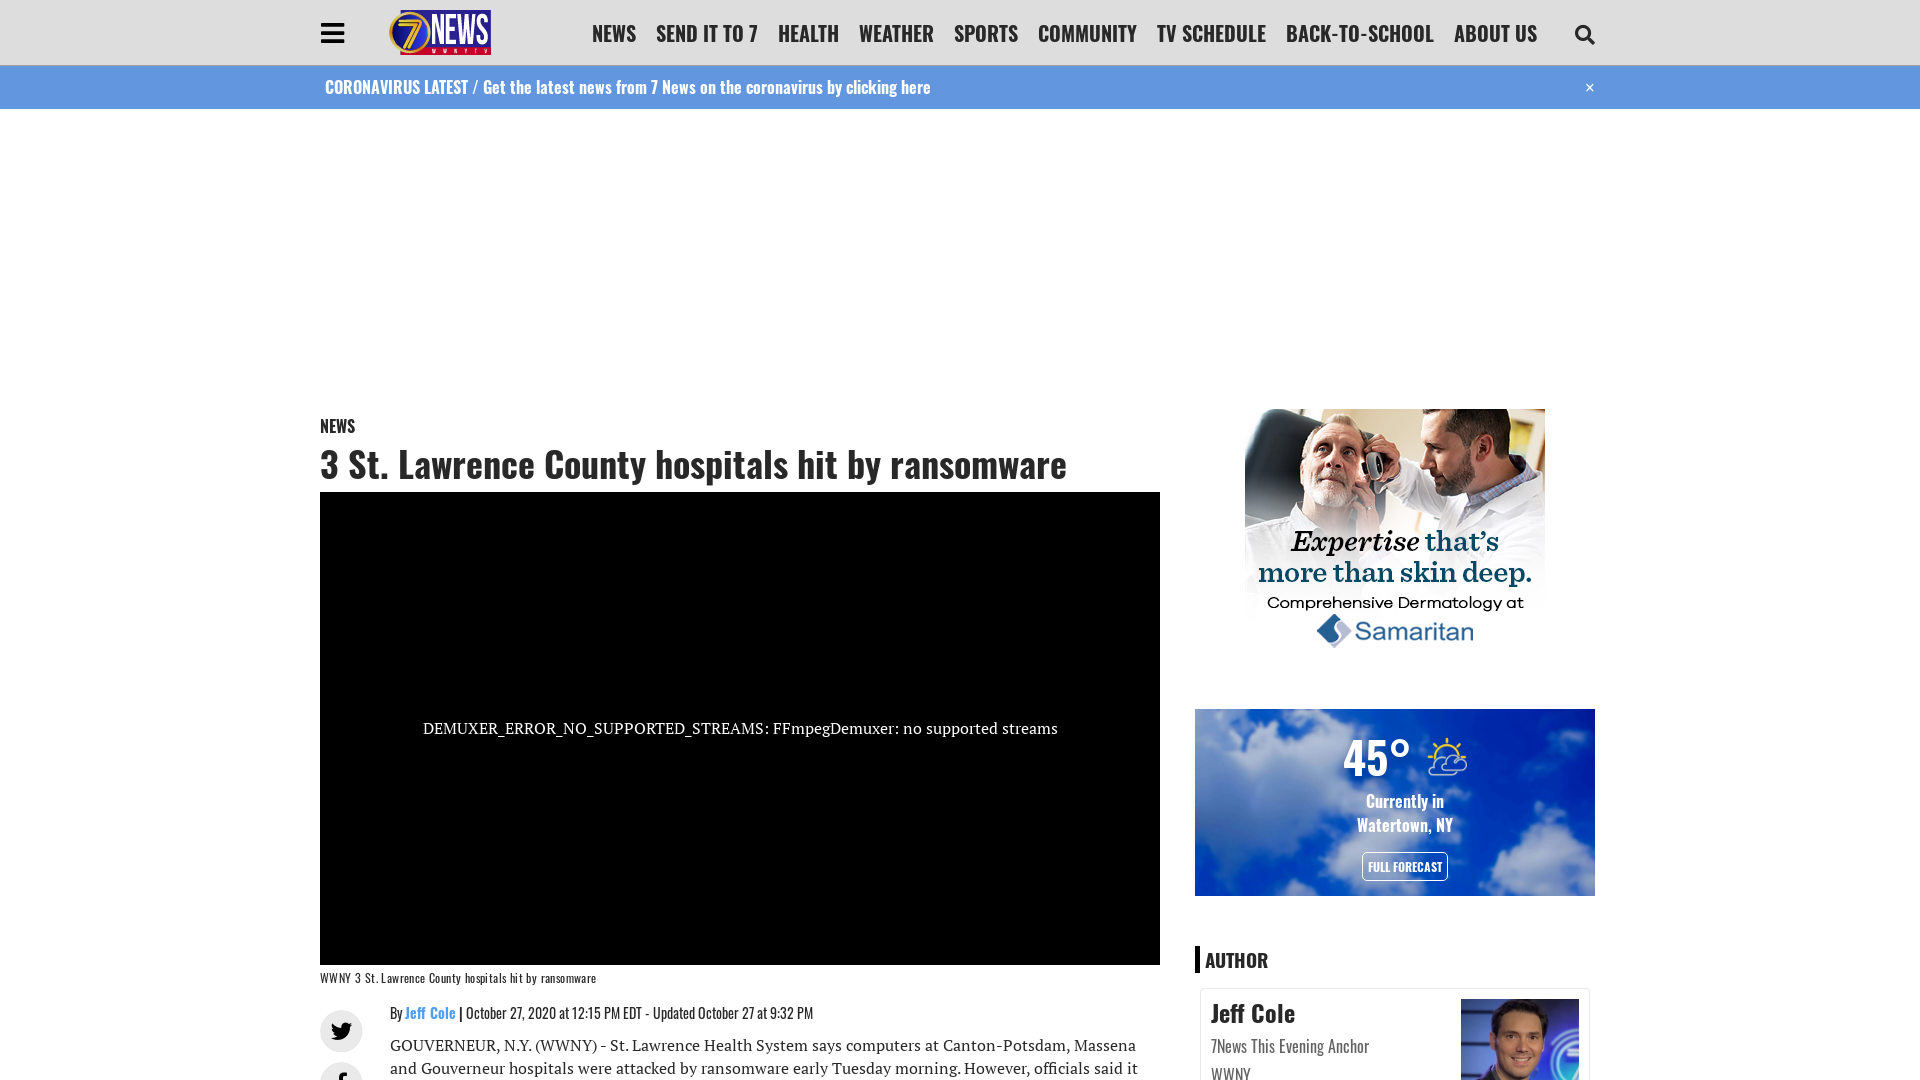 7 NEWS
WWNYTV
NEWS
SEND IT TO 7
HEALTH
WEATHER
SPORTS
COMMUNITY
TV SCHEDULE
BACK-TO-SCHOOL
ABOUT US
CORONAVIRUS LATEST / Get the latest news from 7 News on the coronavirus by clicking here
×
NEWS
3 St. Lawrence County hospitals hit by ransomware
DEMUXER_ERROR_NO_SUPPORTED_STREAMS: FFmpegDemuxer: no supported streams
WWNY 3 St. Lawrence County hospitals hit by ransomware
By Jeff Cole | October 27, 2020 at 12:15 PM EDT - Updated October 27 at 9:32 PM
GOUVERNEUR, N.Y. (WWNY) - St. Lawrence Health System says computers at Canton-Potsdam, Massena
and Gouverneur hospitals were attacked by ransomware early Tuesday morning. However, officials said it
Expertise that's
more than skin deep.
Comprehensive Dermatology at
Samaritan
45°
Currently in
Watertown, NY
FULL FORECAST
AUTHOR
Jeff Cole
7News This Evening Anchor
WWNY